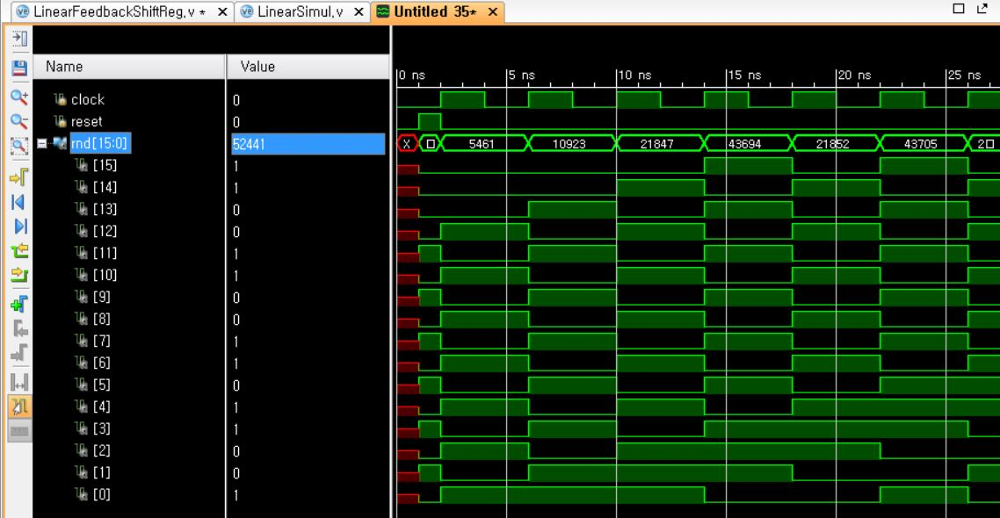 LinearFeedbackShiftReg,v *
LinearSimul,v
Untitled 35*
Name Value
0 ns 5 ns 10 ns 15 ns 20 ns 25 ns
clock 0
reset 0
rnd[15:0] 52441 X 5461 10923 21847 43694 21852 43705 2
[15] 1
[14] 1
[13] 0
[12] 0
[11] 1
[10] 1
[9] 0
[8] 0
[7] 1
[6] 1
[5] 0
[4] 1
[3] 1
[2] 0
[1] 0
[0] 1